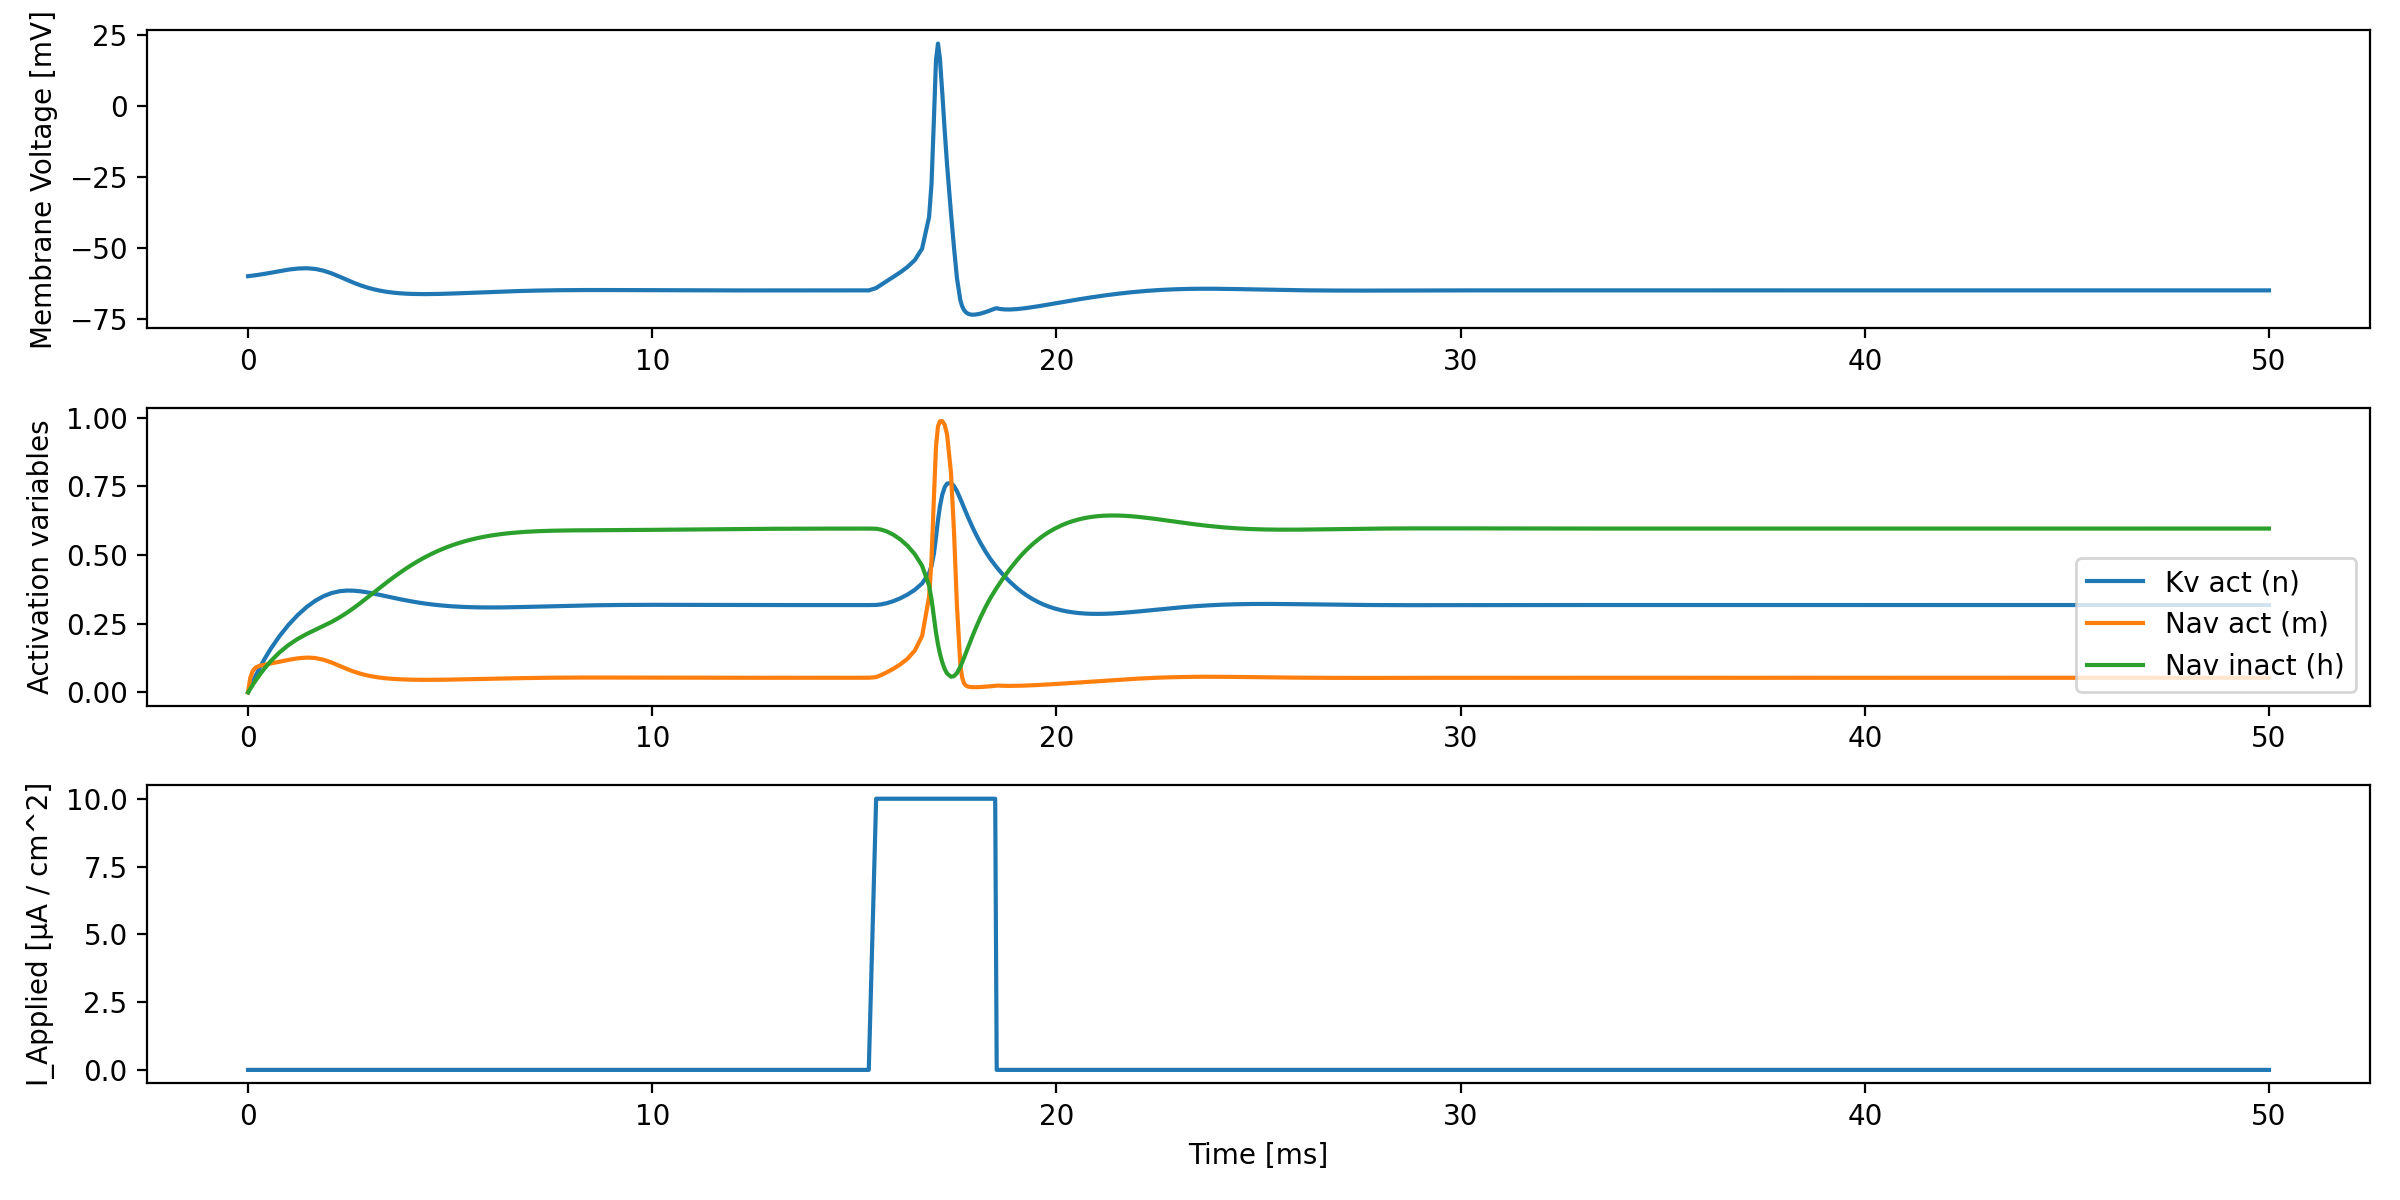 Membrane Voltage [mV]
25
0
−25
−50
−75
0 10 20 30 40 50
Activation variables
1.00
0.75
0.50
0.25
0.00
Kv act (n)
Nav act (m)
Nav inact (h)
0 10 20 30 40 50
I_Applied [µA / cm^2]
10.0
7.5
5.0
2.5
0.0
0 10 20 30 40 50
Time [ms]